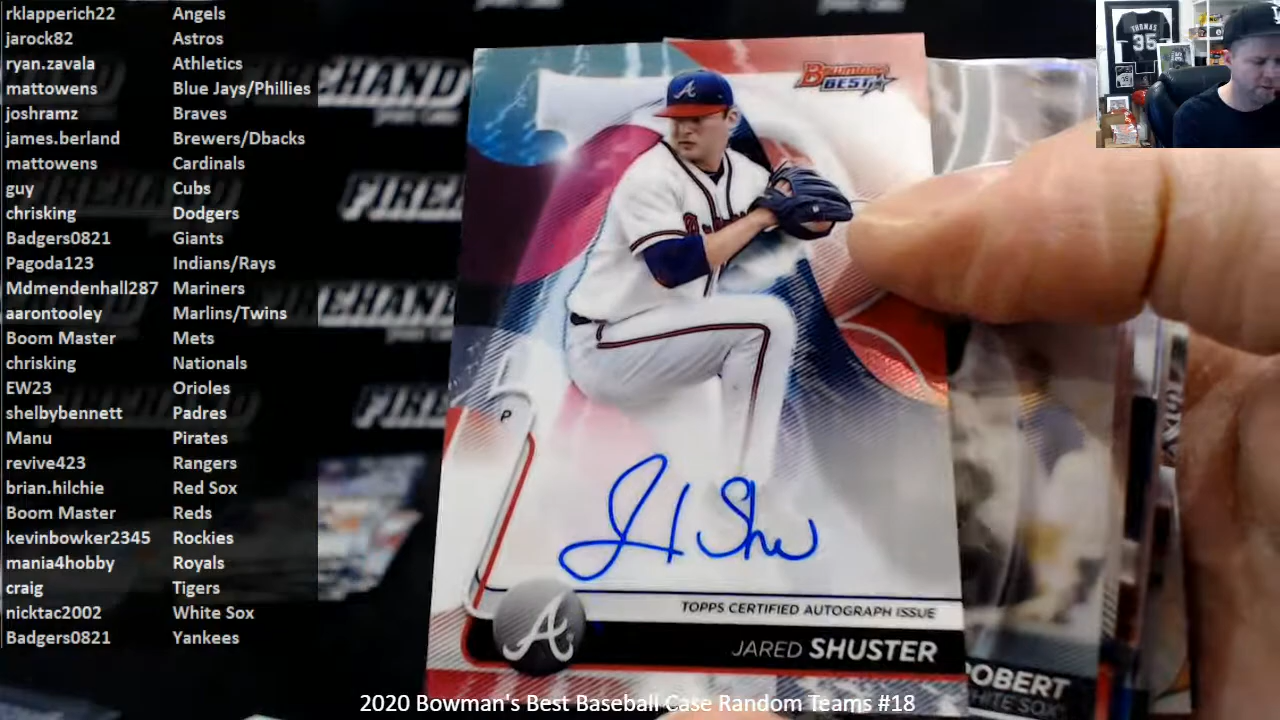 rklapperich22 Angels
jarock82 Astros
ryan.zavala Athletics
mattowens Blue Jays/Phillies
joshramz Braves
james.berland Brewers/Dbacks
mattowens Cardinals
guy Cubs
chrisking Dodgers
Badgers0821 Giants
Pagoda123 Indians/Rays
Mdmendenhall287 Mariners
aarontooley Marlins/Twins
Boom Master Mets
chrisking Nationals
EW23 Orioles
shelbybennett Padres
Manu Pirates
revive423 Rangers
brian.hilchie Red Sox
Boom Master Reds
kevinbowker2345 Rockies
mania4hobby Royals
craig Tigers
nicktac2002 White Sox
Badgers0821 Yankees
FIREHAND
THOMAS
35
Bowman's
BEST
A
P
J Shu
A
TOPPS CERTIFIED AUTOGRAPH ISSUE
JARED SHUSTER
ROBERT
WHITE SOX
2020 Bowman's Best Baseball Case Random Teams #18